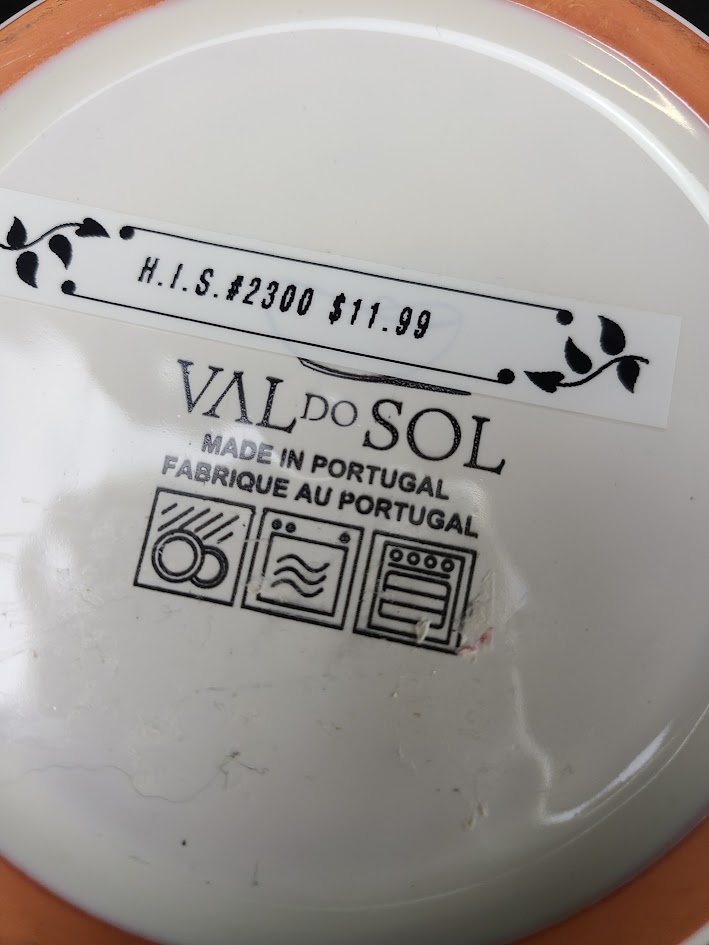 H.I.S.#2300 $11.99
VAL DO SOL
MADE IN PORTUGAL
FABRIQUE AU PORTUGAL